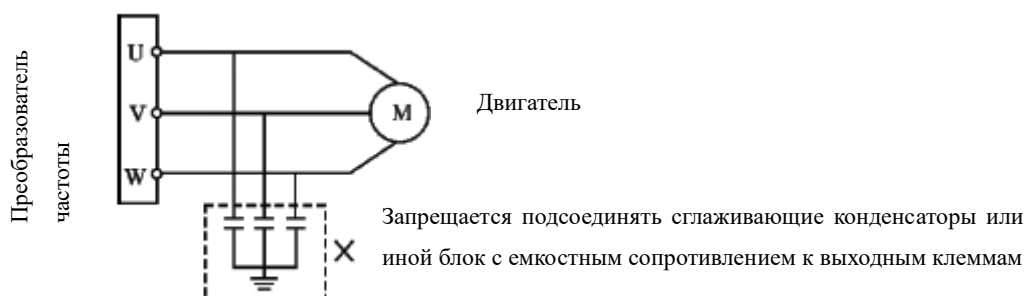 Преобразователь
частоты
U
V
W
M
Двигатель
Запрещается подсоединять сглаживающие конденсаторы или
иной блок с емкостным сопротивлением к выходным клеммам